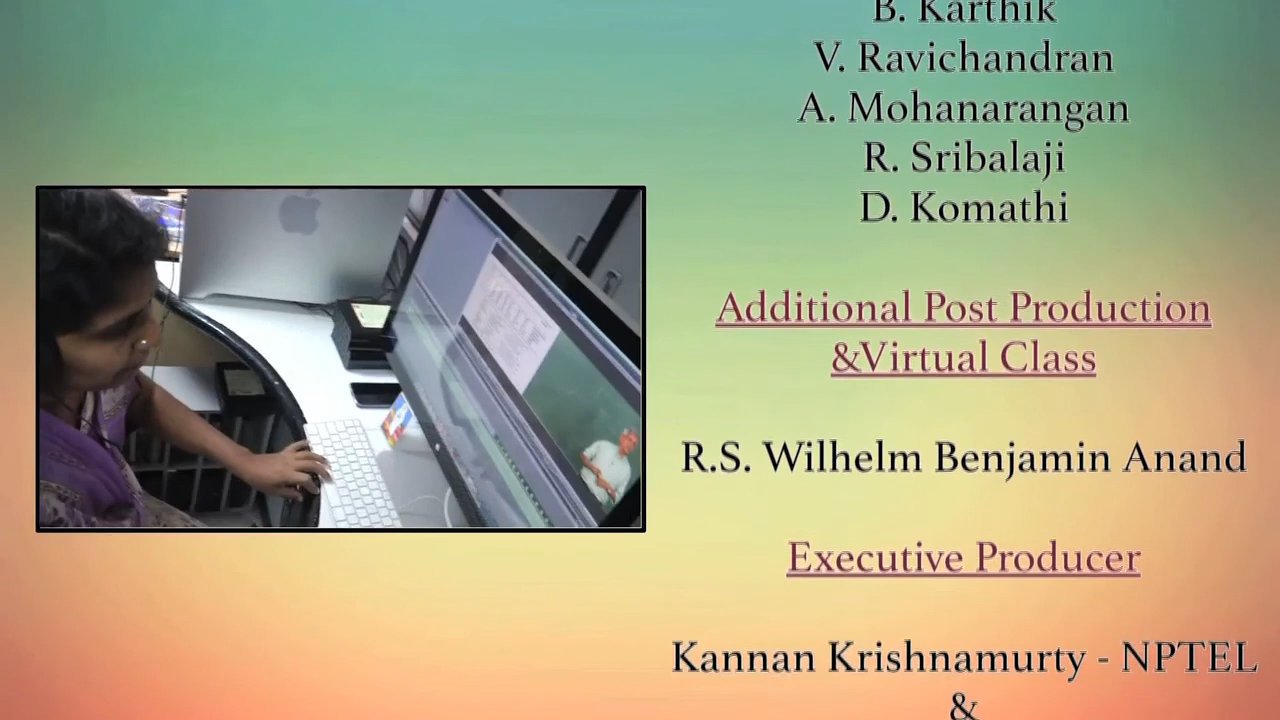 B. Karthik
V. Ravichandran
A. Mohanarangan
R. Sribalaji
D. Komathi
Additional Post Production
&Virtual Class
R.S. Wilhelm Benjamin Anand
Executive Producer
Kannan Krishnamurty - NPTEL
&